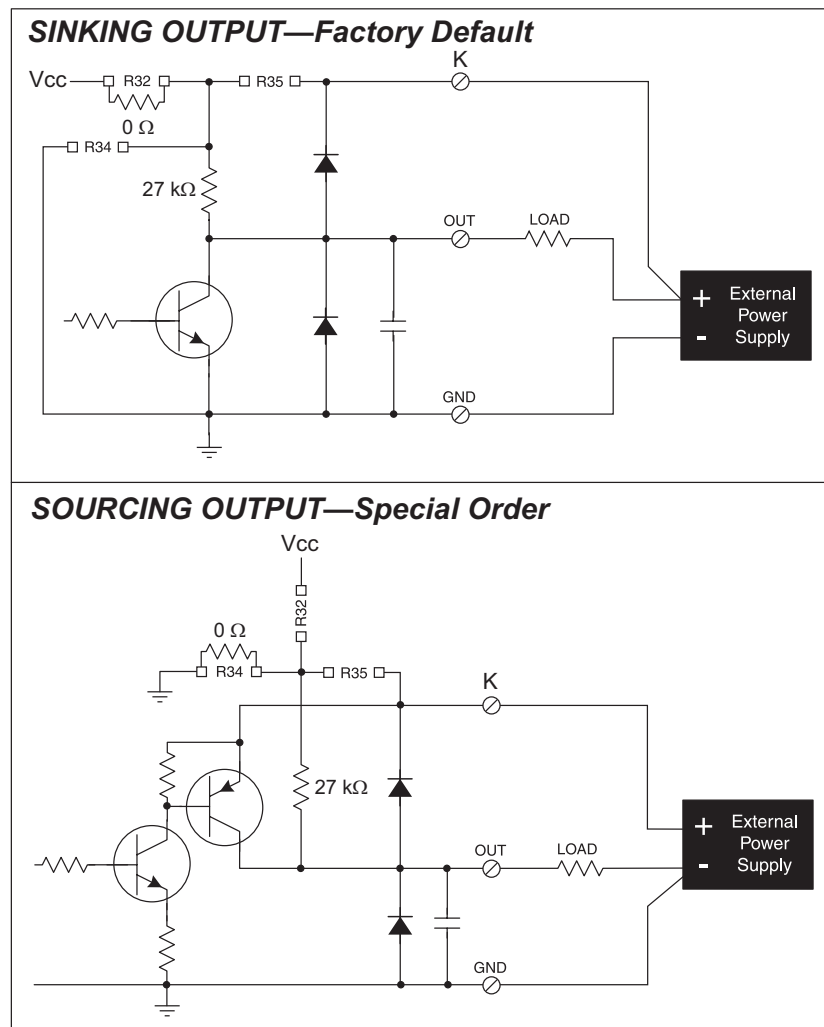 SINKING OUTPUT—Factory Default
K
Vcc
R32
R35
0 Ω
R34
27 kΩ
OUT
LOAD
+ External
Power
- Supply
GND
SOURCING OUTPUT—Special Order
Vcc
R32
0 Ω
R34
R35
K
27 kΩ
+ External
Power
- Supply
OUT
LOAD
GND